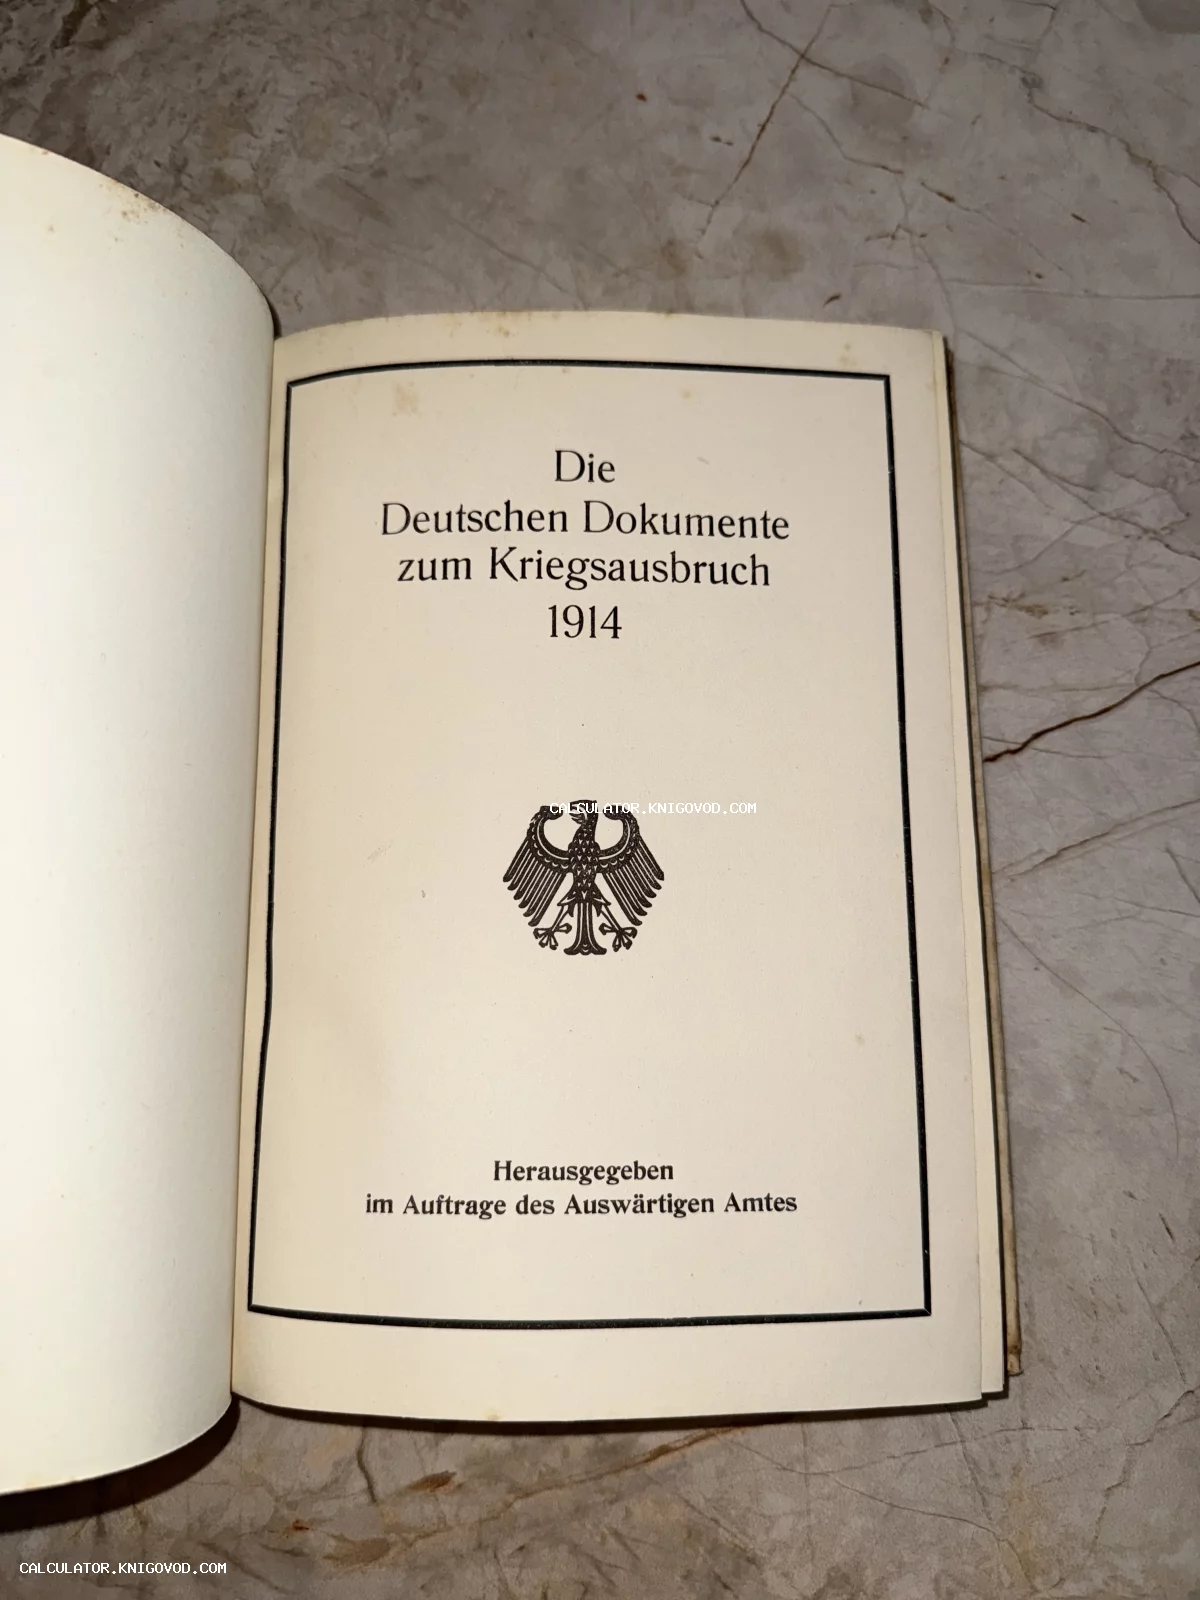 Die
Deutschen Dokumente
zum Kriegsausbruch
1914
CALCULATOR.KNIGOVOD.COM
Herausgegeben
im Auftrage des Auswärtigen Amtes
CALCULATOR.KNIGOVOD.COM